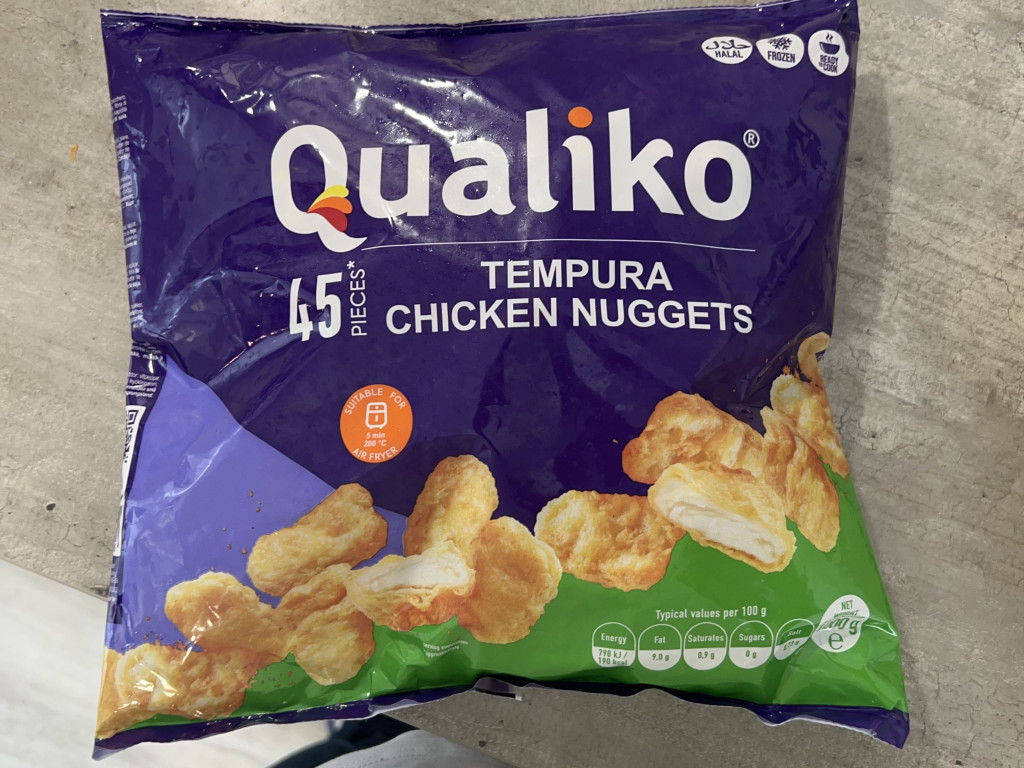 حلال
HALAL
FROZEN
READY
TO COOK
Qualiko®
45
PIECES*
TEMPURA
CHICKEN NUGGETS
SUITABLE FOR
5 min
200 °C
AIR FRYER
Typical values per 100 g
Energy
798 kJ /
190 kcal
Fat
9,0 g
Saturates
0,9 g
Sugars
0 g
Salt
NET
g
e